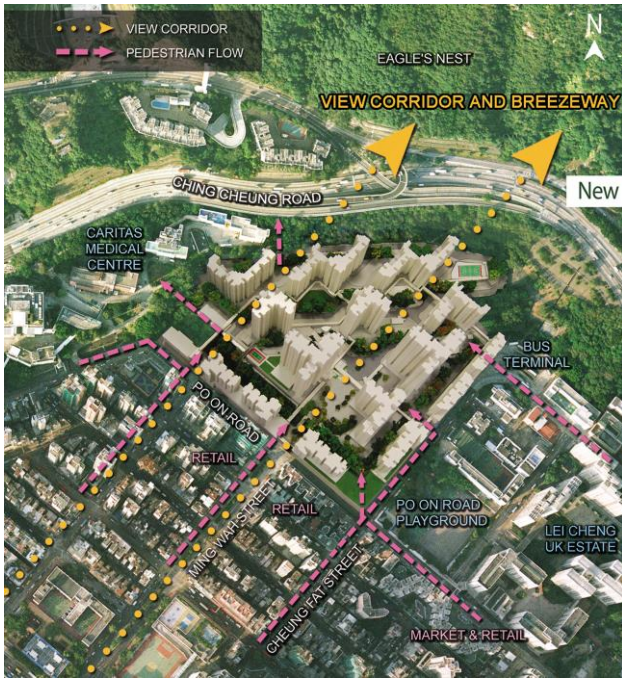 VIEW CORRIDOR
PEDESTRIAN FLOW
N
EAGLE'S NEST
VIEW CORRIDOR AND BREEZEWAY
New
CHING CHEUNG ROAD
CARITAS
MEDICAL
CENTRE
BUS
TERMINAL
PO ON ROAD
RETAIL
MING WAH STREET
RETAIL
PO ON ROAD
PLAYGROUND
LEI CHENG
UK ESTATE
CHEUNG FAT STREET
MARKET & RETAIL